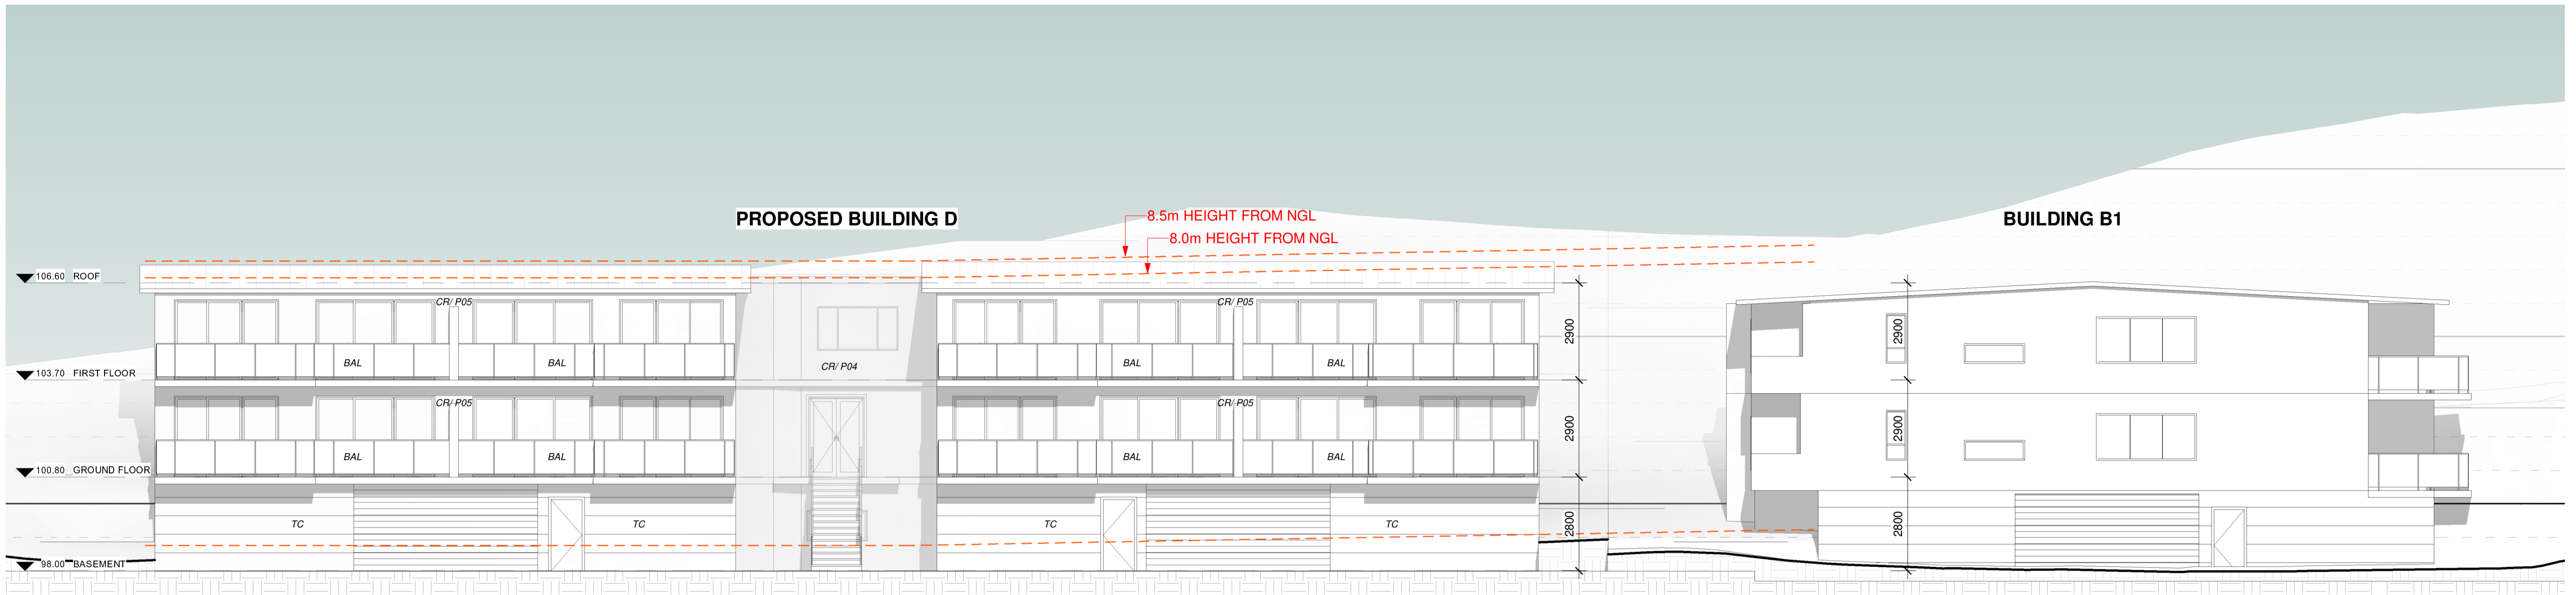 PROPOSED BUILDING D
8.5m HEIGHT FROM NGL
BUILDING B1
8.0m HEIGHT FROM NGL
106.60 ROOF
CR/ P05
CR/ P05
2900
2900
BAL
BAL
CR/ P04
BAL
BAL
103.70 FIRST FLOOR
CR/ P05
CR/ P05
2900
2900
BAL
BAL
BAL
BAL
100.80 GROUND FLOOR
TC
TC
TC
TC
2800
2800
98.00 BASEMENT